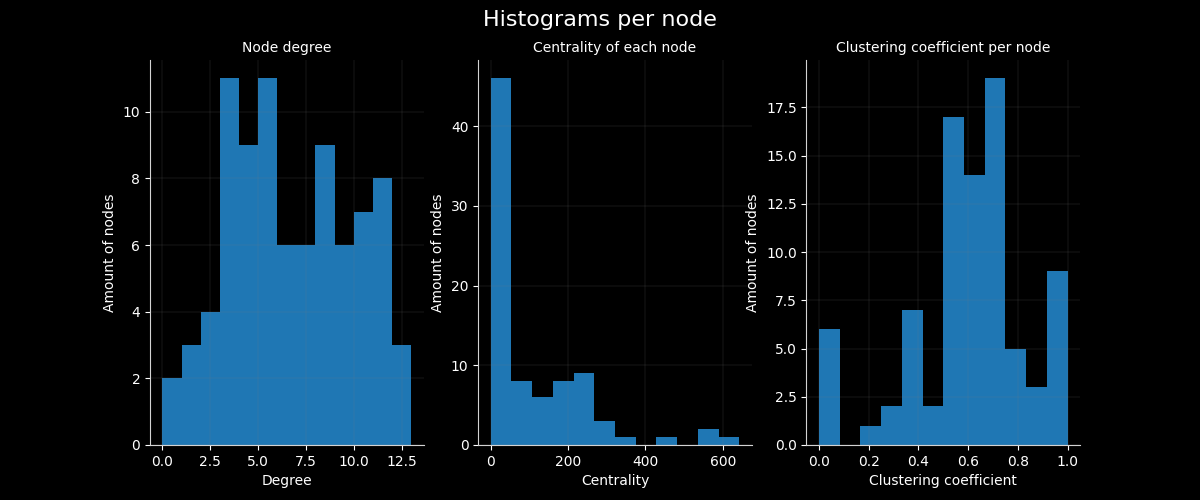 Histograms per node
Node degree
Amount of nodes
10
8
6
4
2
0
0.0 2.5 5.0 7.5 10.0 12.5
Degree
Centrality of each node
Amount of nodes
40
30
20
10
0
0 200 400 600
Centrality
Clustering coefficient per node
Amount of nodes
17.5
15.0
12.5
10.0
7.5
5.0
2.5
0.0
0.0 0.2 0.4 0.6 0.8 1.0
Clustering coefficient